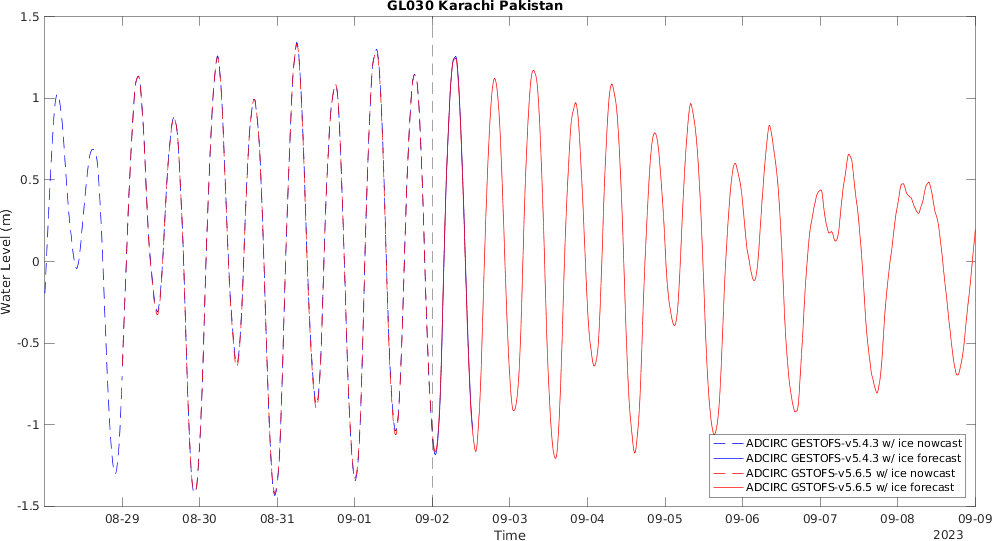 GL030 Karachi Pakistan
Water Level (m)
1.5
1
0.5
0
-0.5
-1
-1.5
ADCIRC GESTOFS-v5.4.3 w/ ice nowcast
ADCIRC GESTOFS-v5.4.3 w/ ice forecast
ADCIRC GSTOFS-v5.6.5 w/ ice nowcast
ADCIRC GSTOFS-v5.6.5 w/ ice forecast
08-29 08-30 08-31 09-01 09-02 09-03 09-04 09-05 09-06 09-07 09-08 09-09
Time
2023